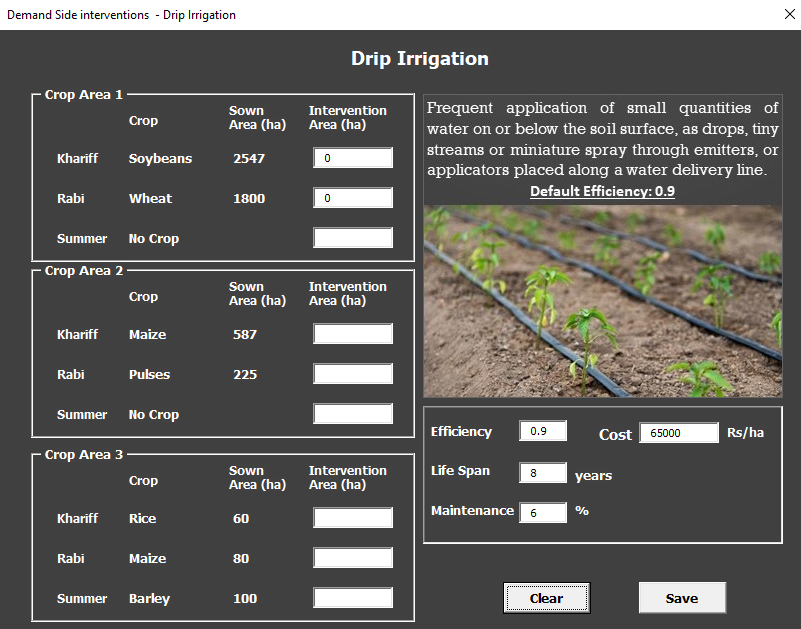 Demand Side interventions - Drip Irrigation
Drip Irrigation
Crop Area 1
Crop
Sown
Area (ha)
Intervention
Area (ha)
Khariff Soybeans 2547 0
Rabi Wheat 1800 0
Summer No Crop
Crop Area 2
Crop
Sown
Area (ha)
Intervention
Area (ha)
Khariff Maize 587
Rabi Pulses 225
Summer No Crop
Crop Area 3
Crop
Sown
Area (ha)
Intervention
Area (ha)
Khariff Rice 60
Rabi Maize 80
Summer Barley 100
Frequent application of small quantities of
water on or below the soil surface, as drops, tiny
streams or miniature spray through emitters, or
applicators placed along a water delivery line.
Default Efficiency: 0.9
Efficiency 0.9 Cost 65000 Rs/ha
Life Span 8 years
Maintenance 6 %
Clear Save